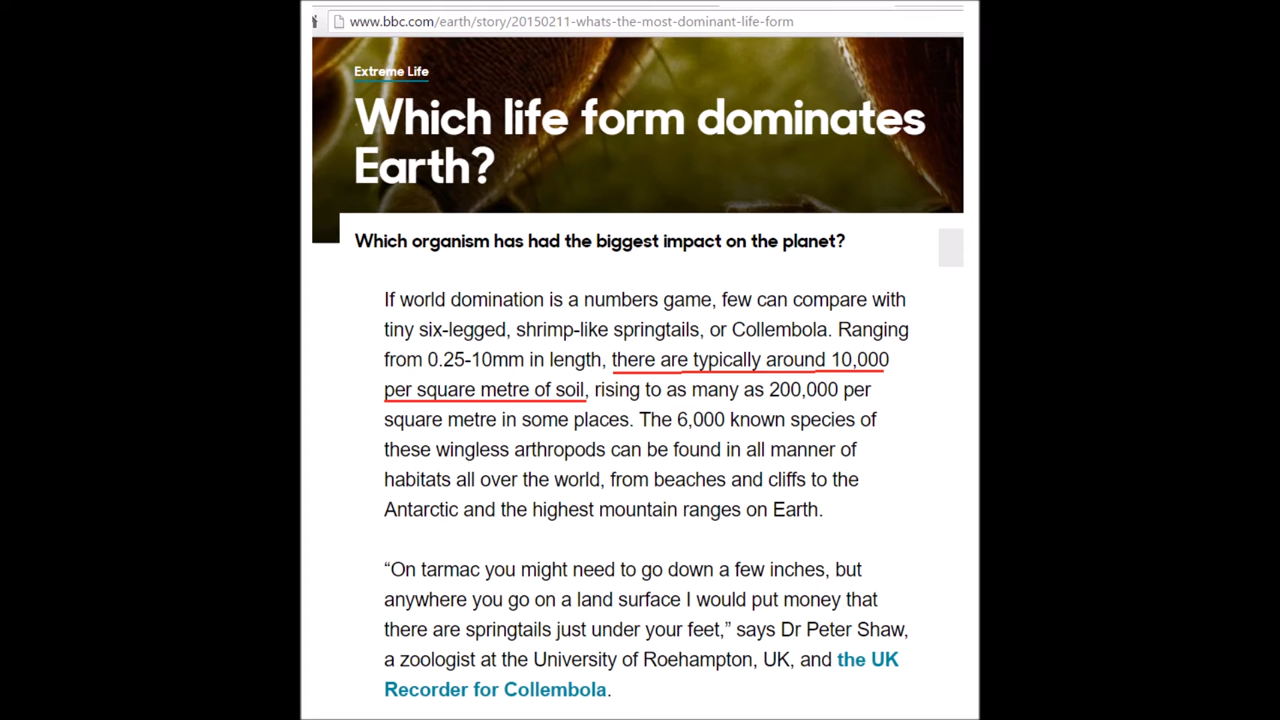 www.bbc.com/earth/story/20150211-whats-the-most-dominant-life-form
Extreme Life
Which life form dominates
Earth?
Which organism has had the biggest impact on the planet?
If world domination is a numbers game, few can compare with
tiny six-legged, shrimp-like springtails, or Collembola. Ranging
from 0.25-10mm in length, there are typically around 10,000
per square metre of soil, rising to as many as 200,000 per
square metre in some places. The 6,000 known species of
these wingless arthropods can be found in all manner of
habitats all over the world, from beaches and cliffs to the
Antarctic and the highest mountain ranges on Earth.
“On tarmac you might need to go down a few inches, but
anywhere you go on a land surface I would put money that
there are springtails just under your feet,” says Dr Peter Shaw,
a zoologist at the University of Roehampton, UK, and the UK
Recorder for Collembola.